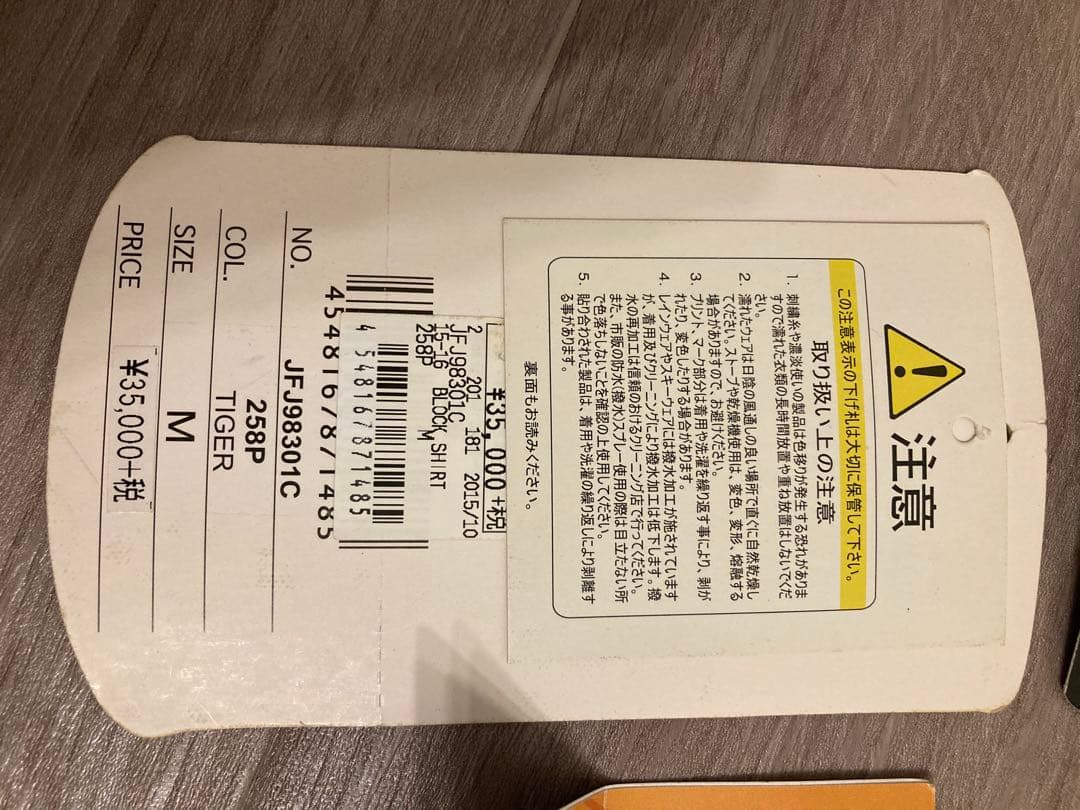 注意
この注意表示の下げ札は大切に保管して下さい。
取り扱い上の注意
1. 刺繍糸や濃淡使いの製品は色移りが発生する恐れがありま
すので濡れた衣類の長時間放置や重ね放置はしないでくだ
さい。
2. 濡れたウェアは日陰の風通しの良い場所で直ぐに自然乾燥し
てください。ストーブや乾燥機使用は、変色、変形、熔融する
場合がありますので、お避けください。
3. プリント、マーク部分は着用や洗濯を繰り返す事により、剥が
れたり、変色したりする場合があります。
4. レインウェアやスキーウェアには撥水加工が施されています
が、着用及びクリーニングにより撥水加工は低下します。撥
水の再加工は信頼のおけるクリーニング店で行ってください。
また、市販の防水(撥水)スプレー使用の際は目立たない所
で色落ちしないことを確認の上使用してください。
5. 貼り合わされた製品は、着用や洗濯の繰り返しにより剥離す
る事があります。
裏面もお読みください。
¥35,000+税
2 201 181 2015/10
JFJ98301C
15-16 BLOCK SHIRT
258P M
4548167871485
4548167871485
NO. JFJ98301C
COL. 258P
TIGER
SIZE M
PRICE ¥35,000+税